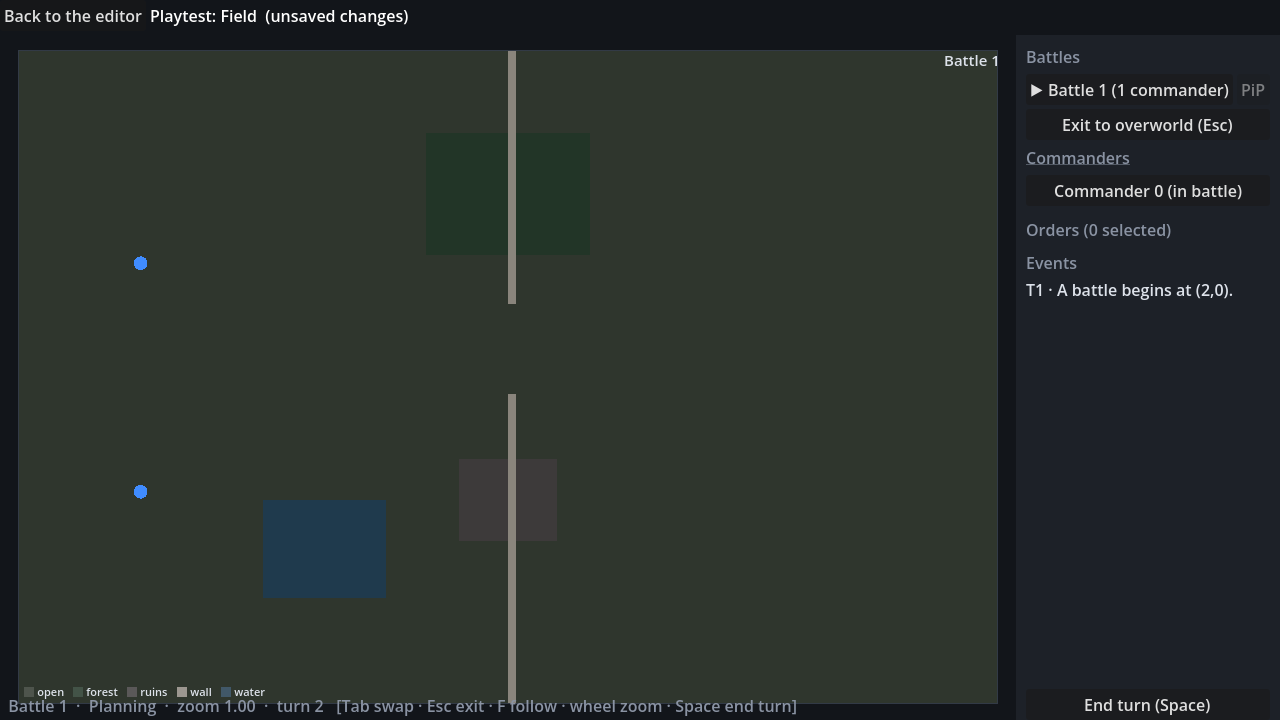 Back to the editor Playtest: Field (unsaved changes)
Battle 1
Battles
▶ Battle 1 (1 commander) PiP
Exit to overworld (Esc)
Commanders
Commander 0 (in battle)
Orders (0 selected)
Events
T1 · A battle begins at (2,0).
open forest ruins wall water
Battle 1 · Planning · zoom 1.00 · turn 2 [Tab swap · Esc exit · F follow · wheel zoom · Space end turn]
End turn (Space)